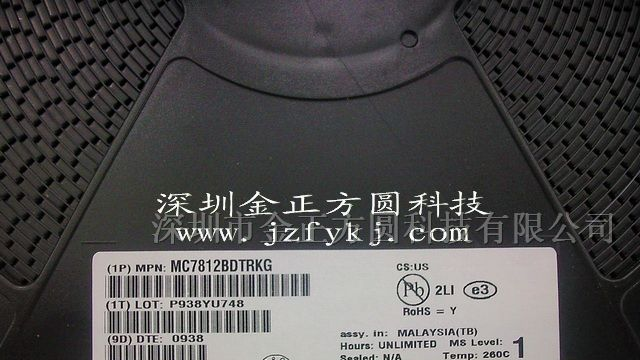 深圳金正方圆科技
深圳市金正方圆科技有限公司
www.jzfykj.com
(1P) MPN: MC7812BDTRKG
CS:US
Pb 2LI e3
(1T) LOT: P938YU748
RoHS = Y
(9D) DTE: 0938
assy. in: MALAYSIA(TB)
Hours: UNLIMITED MS Level: 1
Sealed: N/A Temp: 260C